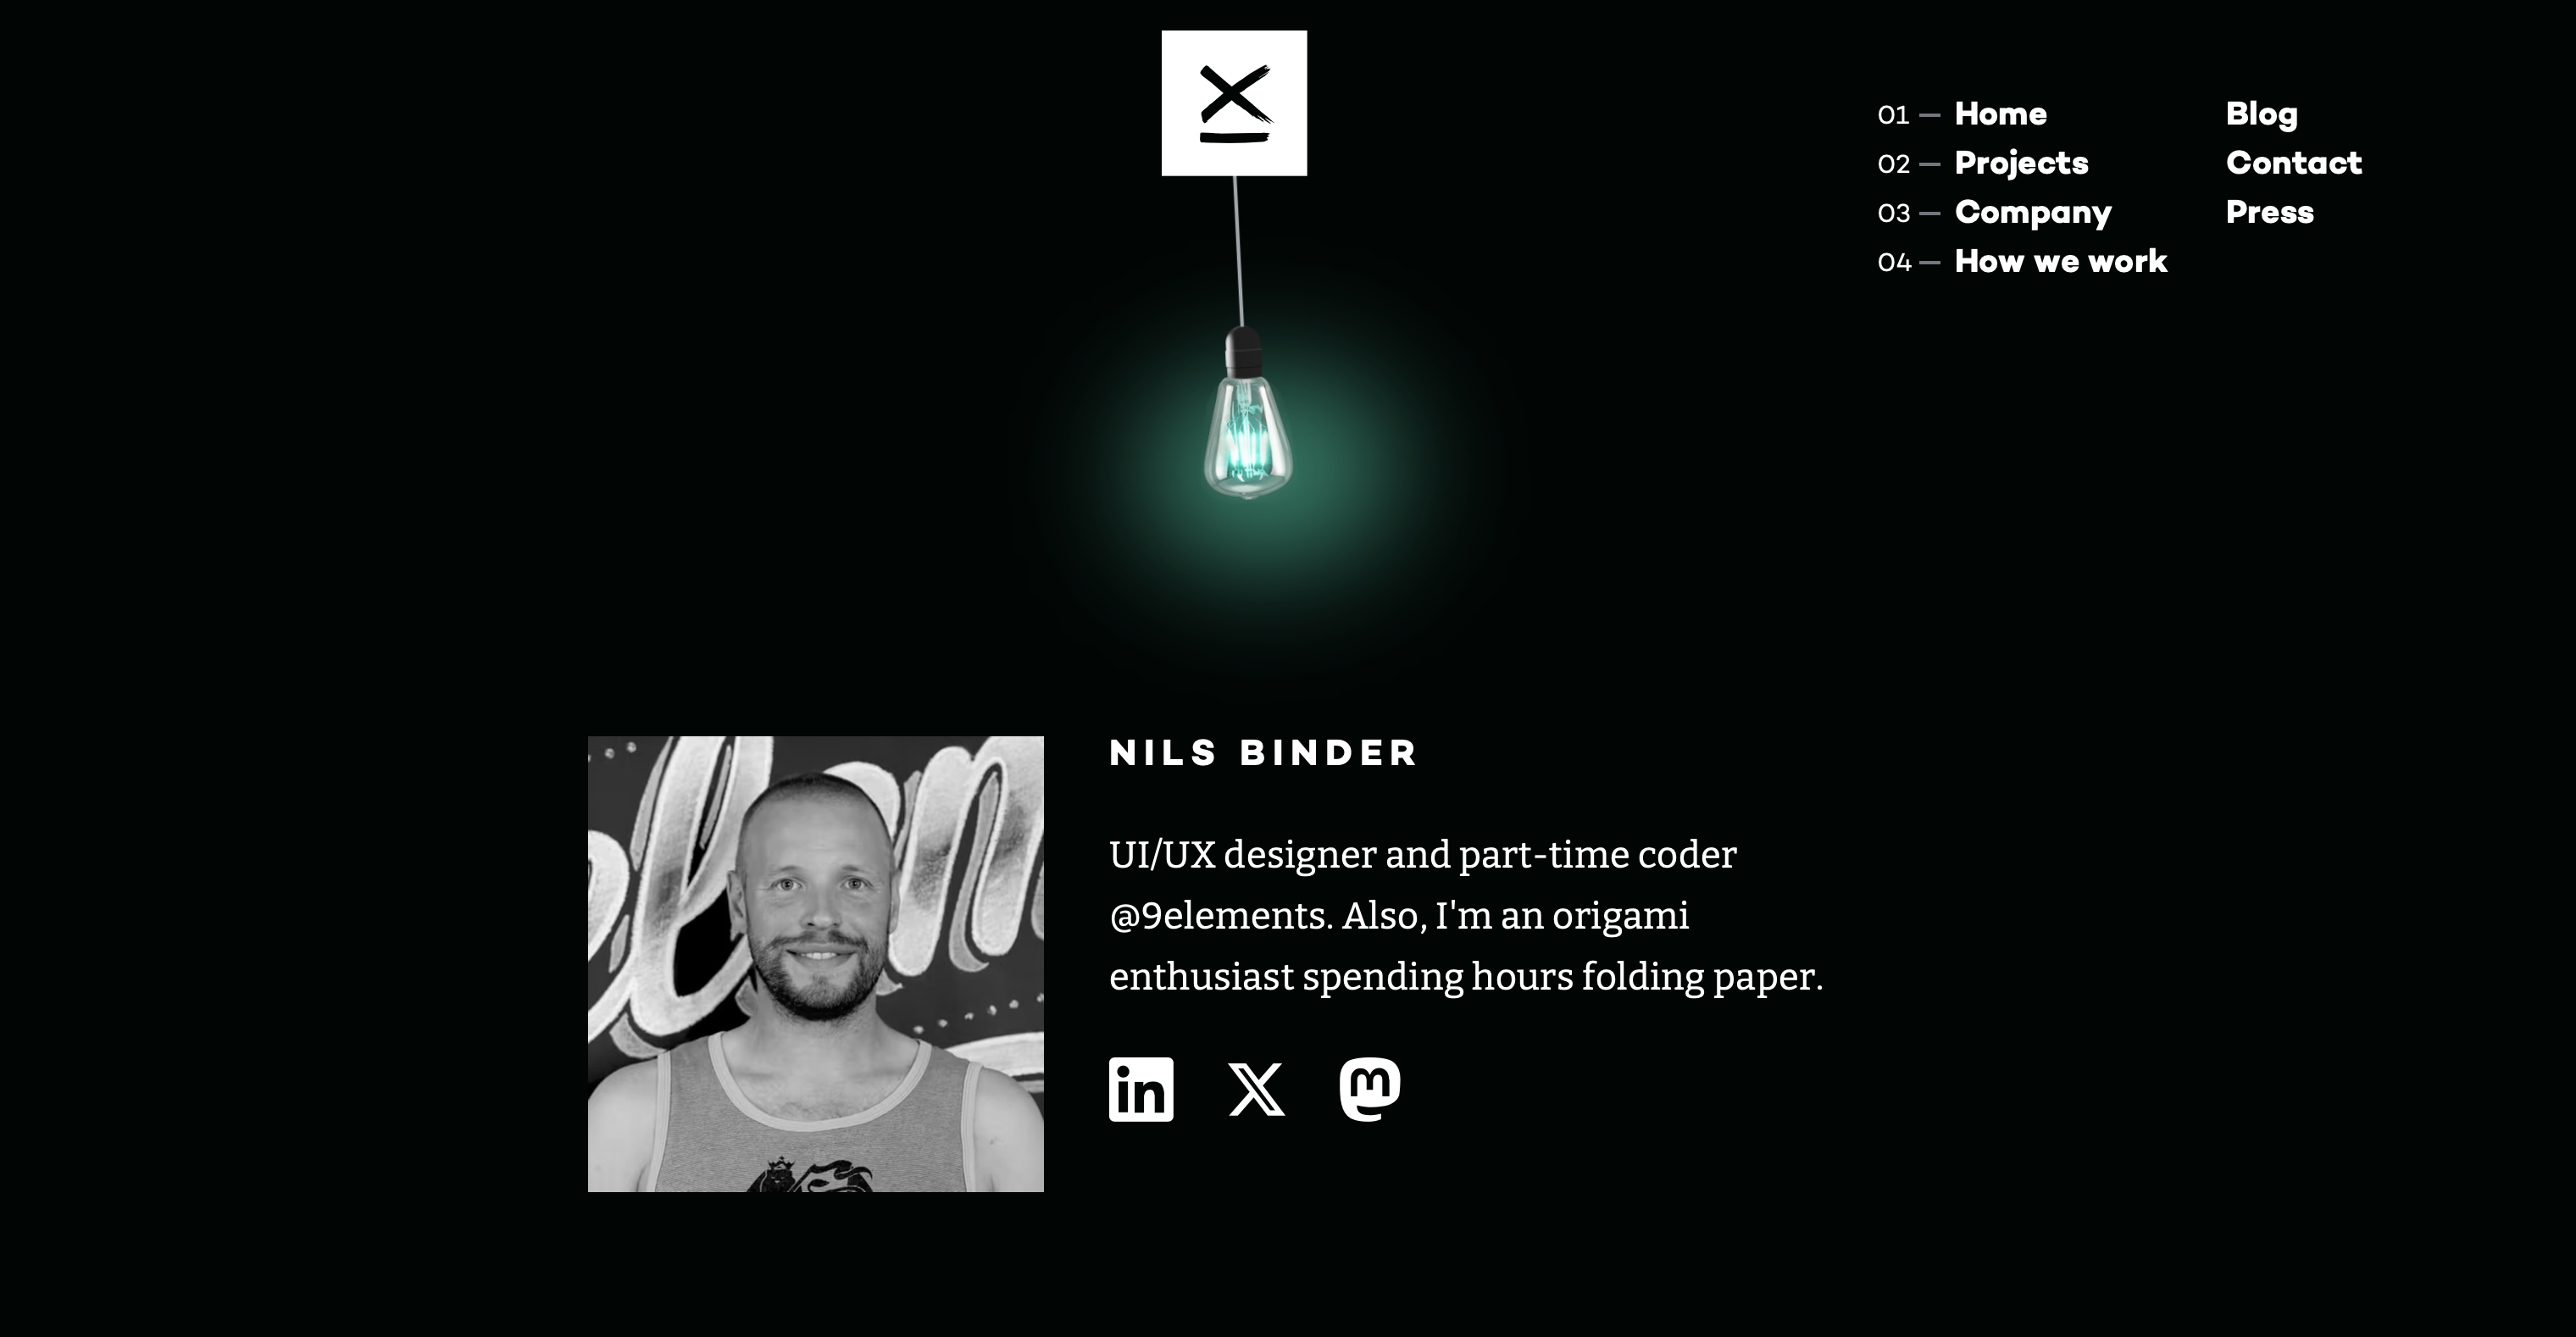 01 — Home
02 — Projects
03 — Company
04 — How we work
Blog
Contact
Press
NILS BINDER
UI/UX designer and part-time coder
@9elements. Also, I'm an origami
enthusiast spending hours folding paper.